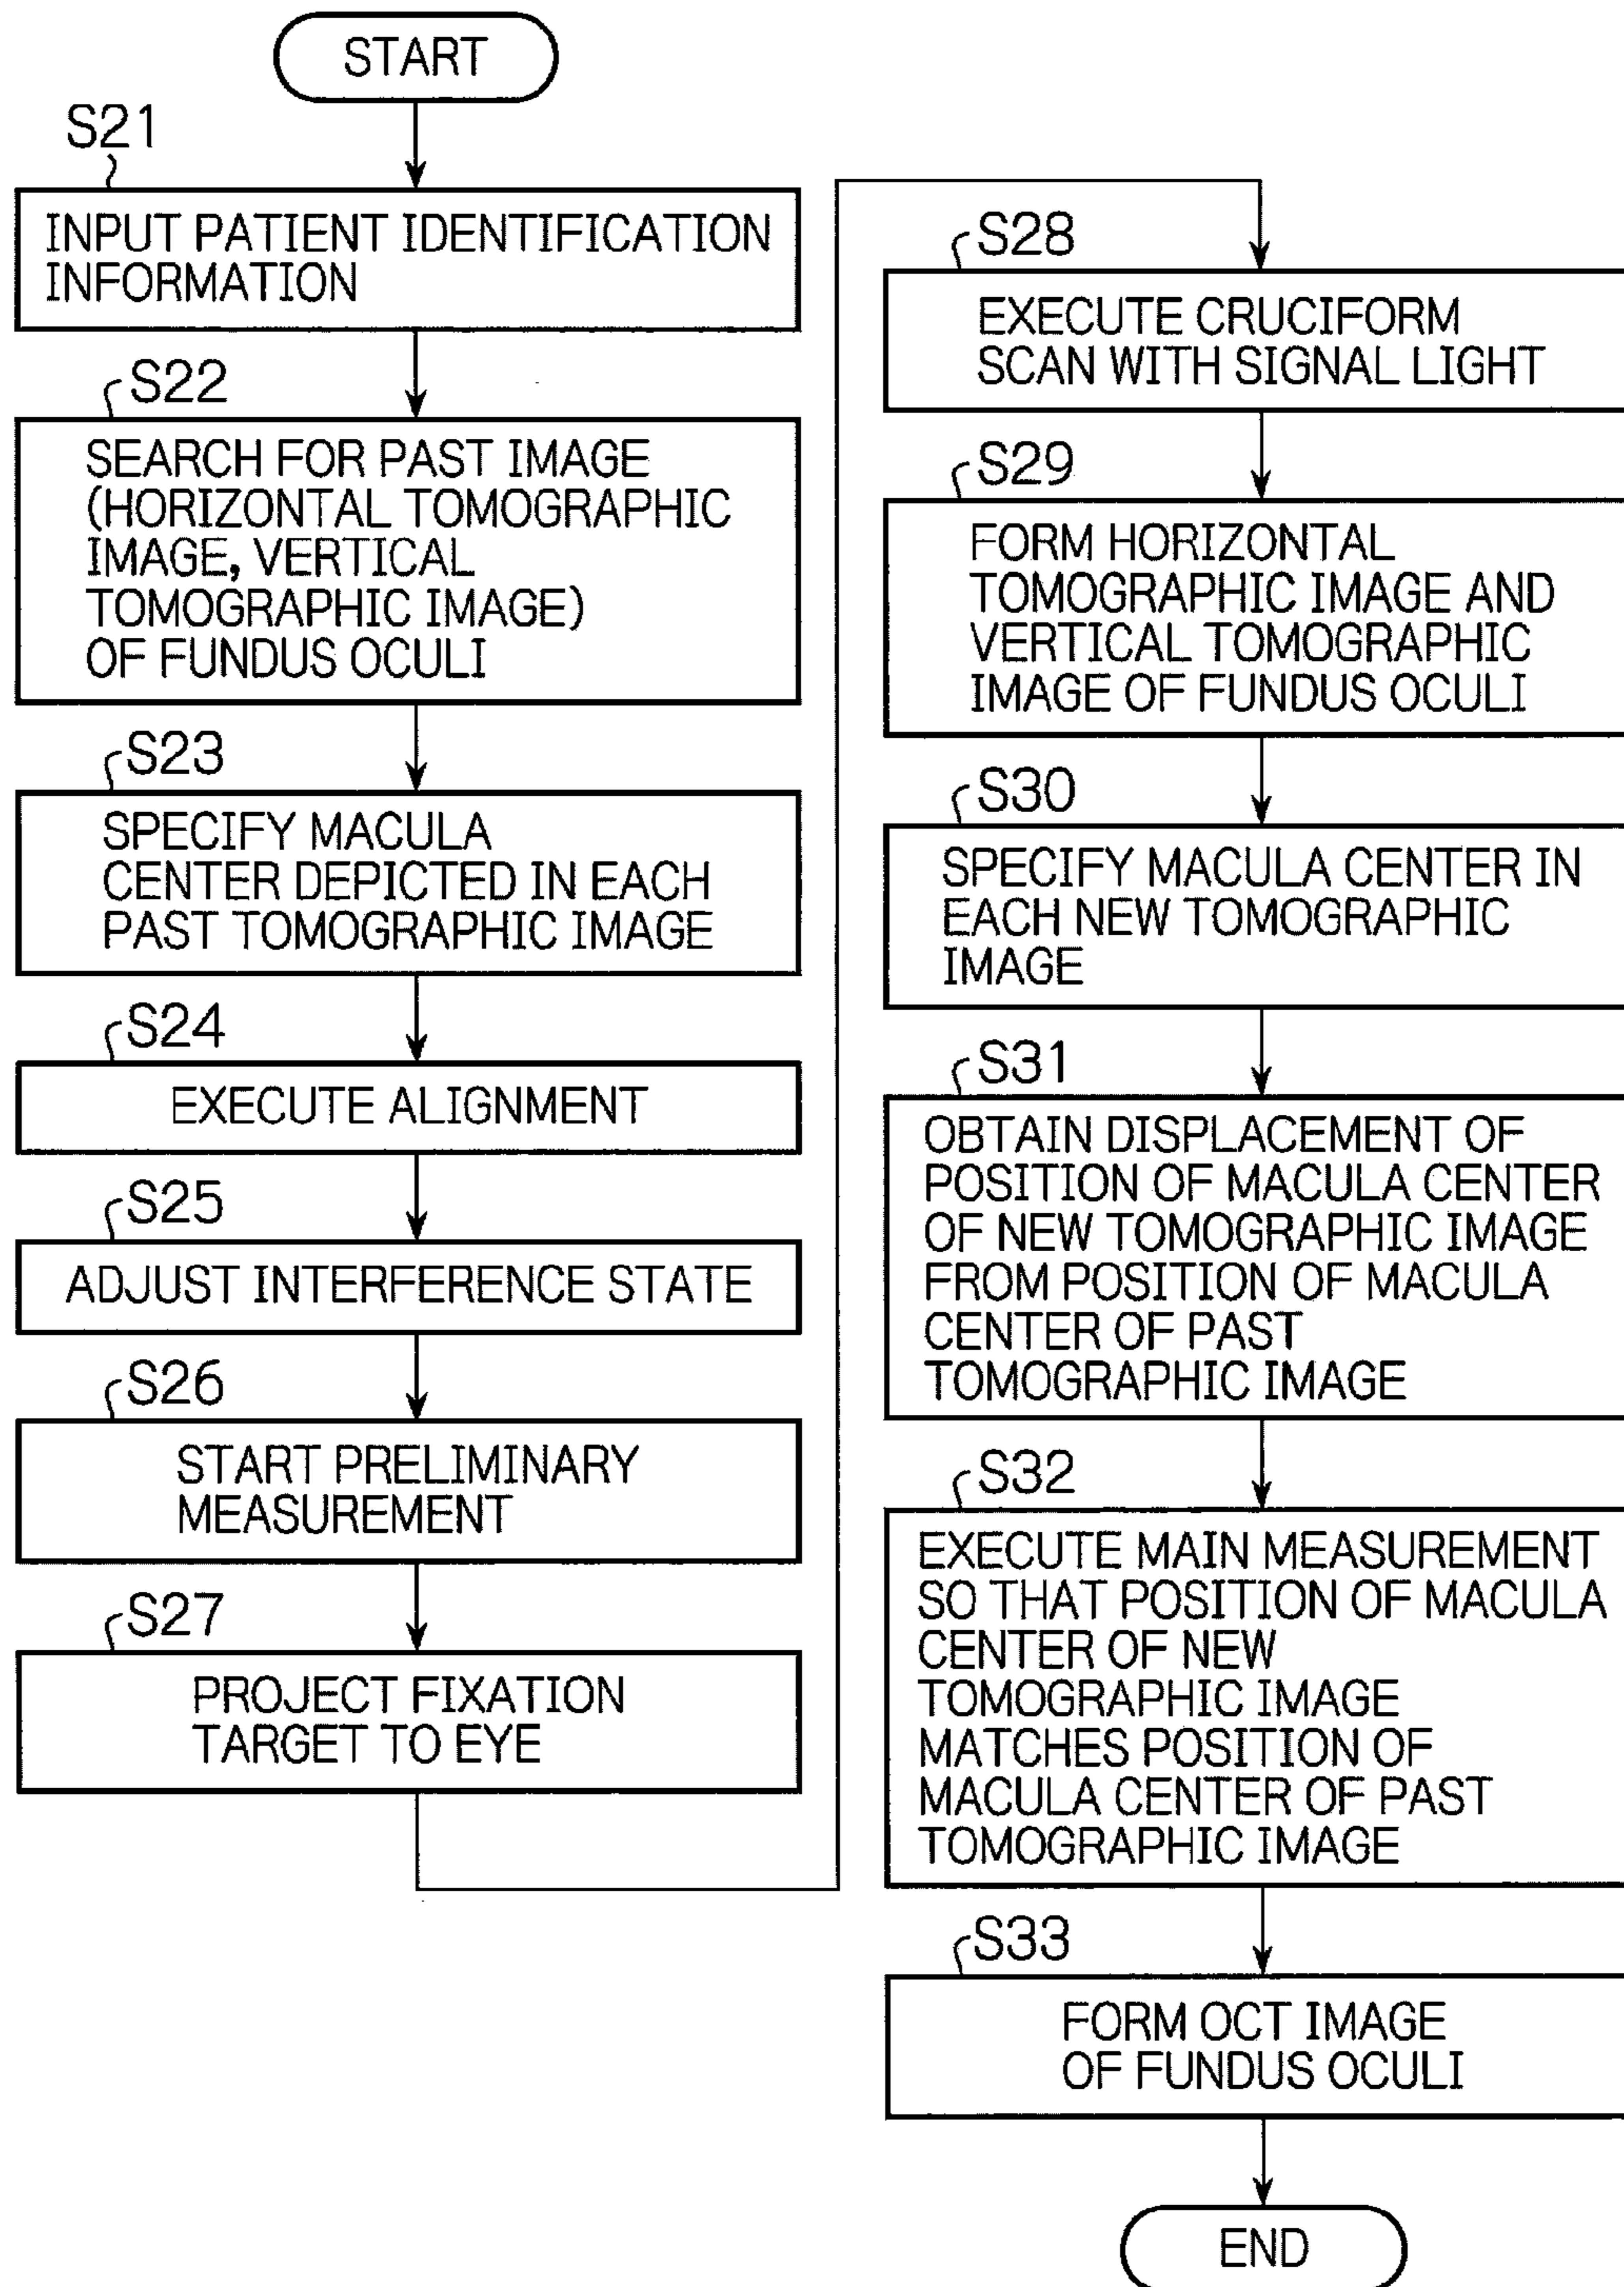 START
S21
INPUT PATIENT IDENTIFICATION
INFORMATION
S22
SEARCH FOR PAST IMAGE
(HORIZONTAL TOMOGRAPHIC
IMAGE, VERTICAL
TOMOGRAPHIC IMAGE)
OF FUNDUS OCULI
S23
SPECIFY MACULA
CENTER DEPICTED IN EACH
PAST TOMOGRAPHIC IMAGE
S24
EXECUTE ALIGNMENT
S25
ADJUST INTERFERENCE STATE
S26
START PRELIMINARY
MEASUREMENT
S27
PROJECT FIXATION
TARGET TO EYE
S28
EXECUTE CRUCIFORM
SCAN WITH SIGNAL LIGHT
S29
FORM HORIZONTAL
TOMOGRAPHIC IMAGE AND
VERTICAL TOMOGRAPHIC
IMAGE OF FUNDUS OCULI
S30
SPECIFY MACULA CENTER IN
EACH NEW TOMOGRAPHIC
IMAGE
S31
OBTAIN DISPLACEMENT OF
POSITION OF MACULA CENTER
OF NEW TOMOGRAPHIC IMAGE
FROM POSITION OF MACULA
CENTER OF PAST
TOMOGRAPHIC IMAGE
S32
EXECUTE MAIN MEASUREMENT
SO THAT POSITION OF MACULA
CENTER OF NEW
TOMOGRAPHIC IMAGE
MATCHES POSITION OF
MACULA CENTER OF PAST
TOMOGRAPHIC IMAGE
S33
FORM OCT IMAGE
OF FUNDUS OCULI
END